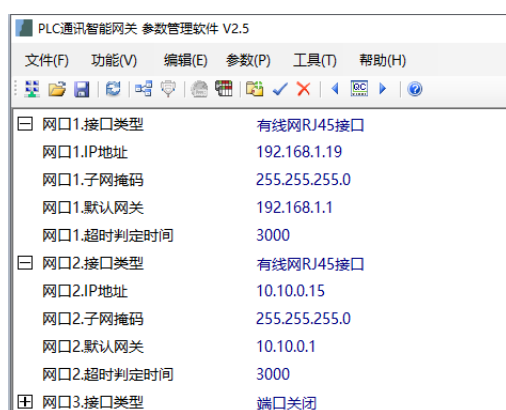 PLC通讯智能网关 参数管理软件 V2.5
文件(F) 功能(V) 编辑(E) 参数(P) 工具(T) 帮助(H)
QC
网口1.接口类型 有线网RJ45接口
网口1.IP地址 192.168.1.19
网口1.子网掩码 255.255.255.0
网口1.默认网关 192.168.1.1
网口1.超时判定时间 3000
网口2.接口类型 有线网RJ45接口
网口2.IP地址 10.10.0.15
网口2.子网掩码 255.255.255.0
网口2.默认网关 10.10.0.1
网口2.超时判定时间 3000
网口3.接口类型 端口关闭